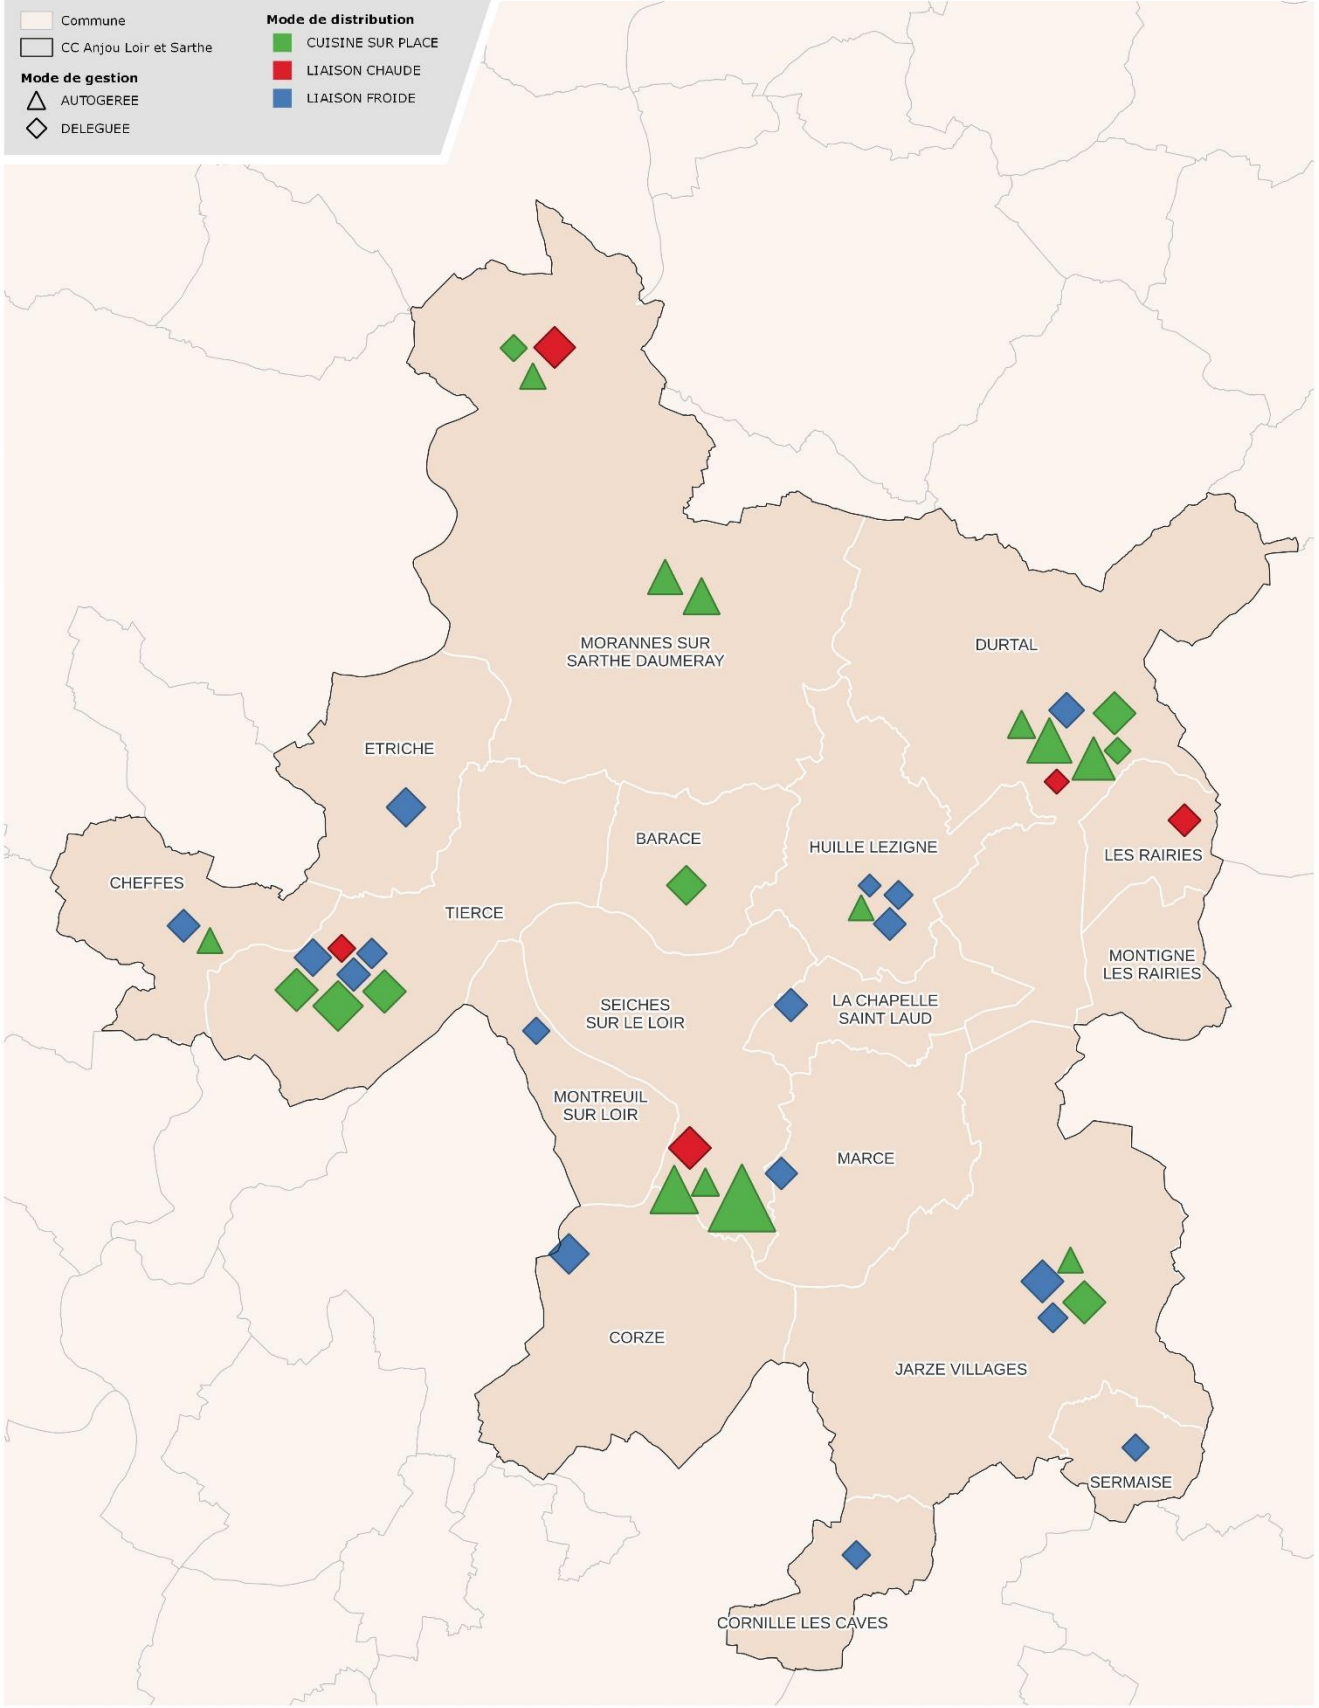 Commune
CC Anjou Loir et Sarthe
Mode de gestion
AUTOGEREE
DELEGUEE
Mode de distribution
CUISINE SUR PLACE
LIAISON CHAUDE
LIAISON FROIDE
MORANNES SUR
SARTHE DAUMERAY
DURTAL
ETRICHE
BARACE
HUILLE LEZIGNE
LES RAIRIES
CHEFFES
TIERCE
MONTIGNE
LES RAIRIES
SEICHES
SUR LE LOIR
LA CHAPELLE
SAINT LAUD
MONTREUIL
SUR LOIR
MARCE
CORZE
JARZE VILLAGES
SERMAISE
CORNILLE LES CAVES